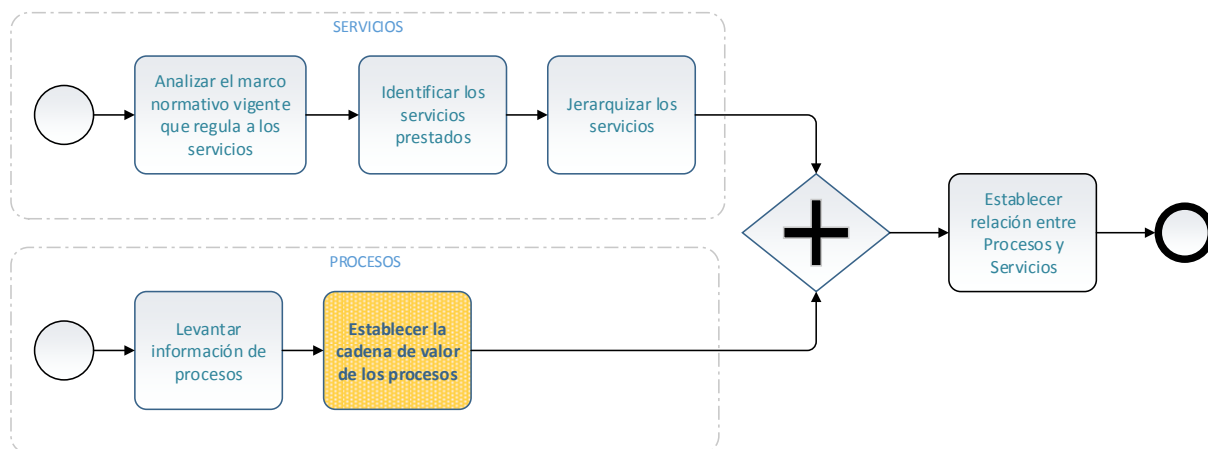 SERVICIOS
Analizar el marco
normativo vigente
que regula a los
servicios
Identificar los
servicios
prestados
Jerarquizar los
servicios
Establecer
relación entre
Procesos y
Servicios
PROCESOS
Levantar
información de
procesos
Establecer la
cadena de valor
de los procesos